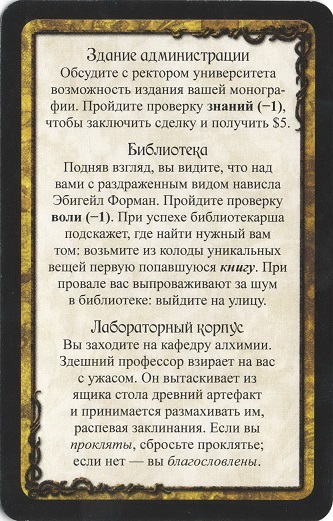 Здание администрации
Обсудите с ректором университета
возможность издания вашей моногра-
фии. Пройдите проверку знаний (−1),
чтобы заключить сделку и получить $5.
Библиотека
Подняв взгляд, вы видите, что над
вами с раздраженным видом нависла
Эбигейл Форман. Пройдите проверку
воли (−1). При успехе библиотекарша
подскажет, где найти нужный вам
том: возьмите из колоды уникальных
вещей первую попавшуюся книгу. При
провале вас выпроваживают за шум
в библиотеке: выйдите на улицу.
Лабораторный корпус
Вы заходите на кафедру алхимии.
Здешний профессор взирает на вас
с ужасом. Он вытаскивает из
ящика стола древний артефакт
и принимается размахивать им,
распевая заклинания. Если вы
прокляты, сбросьте проклятье;
если нет — вы благословлены.